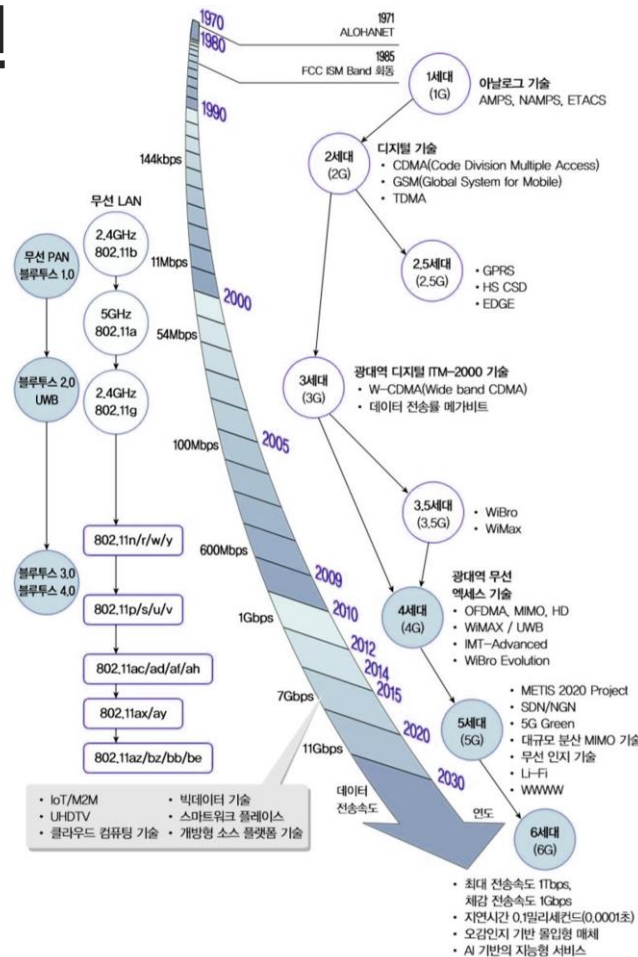 1970
1980
1990
2000
2005
2009
2010
2012
2014
2015
2020
2030
1971
ALOHANET
1985
FCC ISM Band 회동
144kbps
11Mbps
54Mbps
100Mbps
600Mbps
1Gbps
7Gbps
11Gbps
데이터
전송속도
연도
무선 PAN
블루투스 1.0
블루투스 2.0
UWB
블루투스 3.0
블루투스 4.0
무선 LAN
2.4GHz
802.11b
5GHz
802.11a
2.4GHz
802.11g
802.11n/r/w/y
802.11p/s/u/v
802.11ac/ad/af/ah
802.11ax/ay
802.11az/bz/bb/be
• IoT/M2M
• UHDTV
• 클라우드 컴퓨팅 기술
• 빅데이터 기술
• 스마트워크 플레이스
• 개방형 소스 플랫폼 기술
1세대
(1G)
아날로그 기술
AMPS, NAMPS, ETACS
2세대
(2G)
디지털 기술
• CDMA(Code Division Multiple Access)
• GSM(Global System for Mobile)
• TDMA
2.5세대
(2.5G)
• GPRS
• HS CSD
• EDGE
3세대
(3G)
광대역 디지털 ITM-2000 기술
• W-CDMA(Wide band CDMA)
• 데이터 전송률 메가비트
3.5세대
(3.5G)
• WiBro
• WiMax
4세대
(4G)
광대역 무선
엑세스 기술
• OFDMA, MIMO, HD
• WiMAX / UWB
• IMT-Advanced
• WiBro Evolution
5세대
(5G)
• METIS 2020 Project
• SDN/NGN
• 5G Green
• 대규모 분산 MIMO 기술
• 무선 인지 기술
• Li-Fi
• WWWW
6세대
(6G)
• 최대 전송속도 1Tbps,
체감 전송속도 1Gbps
• 지연시간 0.1밀리세컨드(0.0001초)
• 오감인지 기반 몰입형 매체
• AI 기반의 지능형 서비스